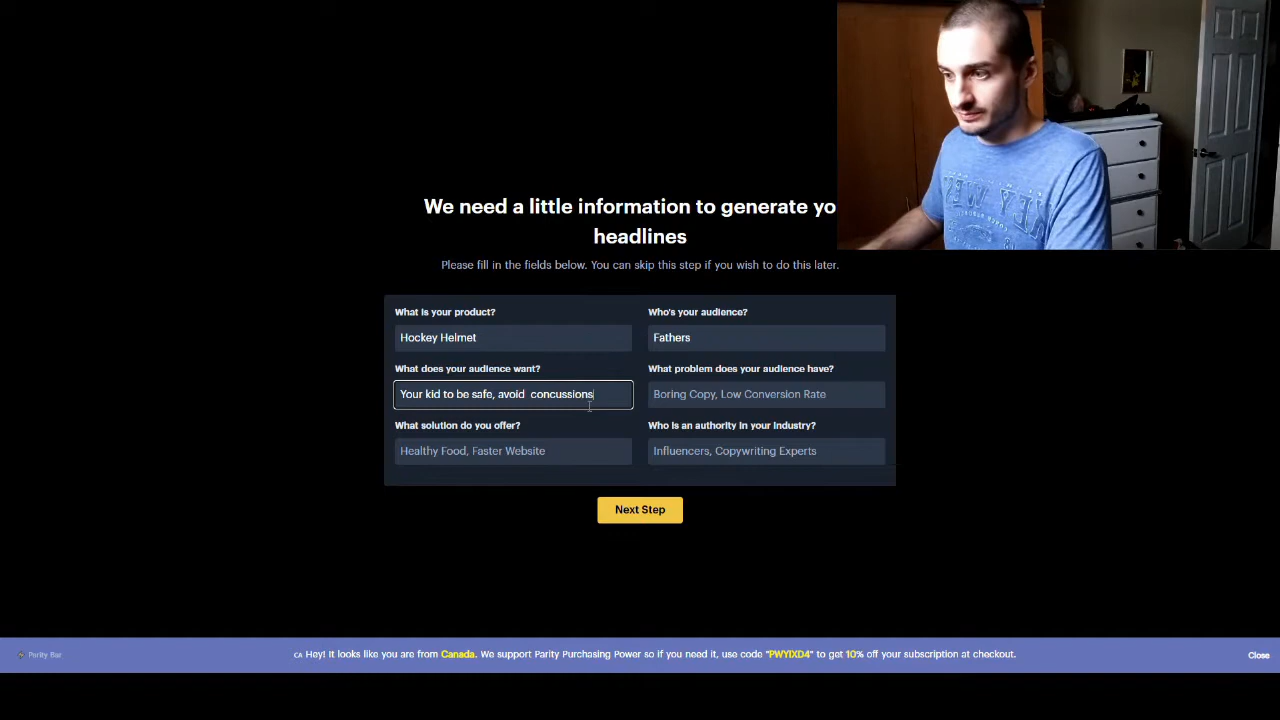 We need a little information to generate yo
headlines
Please fill in the fields below. You can skip this step if you wish to do this later.
What is your product?
Who's your audience?
Hockey Helmet
Fathers
What does your audience want?
What problem does your audience have?
Your kid to be safe, avoid  concussions
Boring Copy, Low Conversion Rate
What solution do you offer?
Who is an authority in your industry?
Healthy Food, Faster Website
Influencers, Copywriting Experts
Next Step
Parity Bar
CA Hey! It looks like you are from Canada. We support Parity Purchasing Power so if you need it, use code "PWYIXD4" to get 10% off your subscription at checkout.
Close